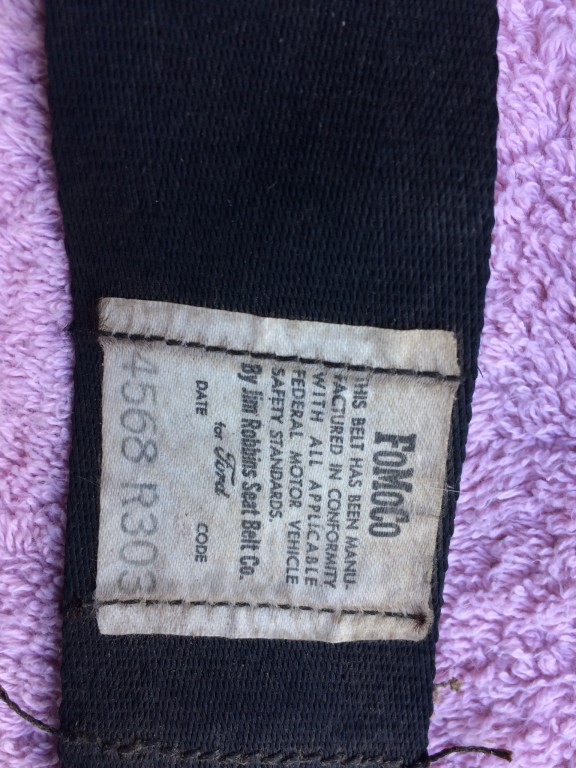 FoMoCo
THIS BELT HAS BEEN MANU-
FACTURED IN CONFORMITY
WITH ALL APPLICABLE
FEDERAL MOTOR VEHICLE
SAFETY STANDARDS.
By Jim Robbins Seat Belt Co.
for Ford
DATE CODE
4568 R303